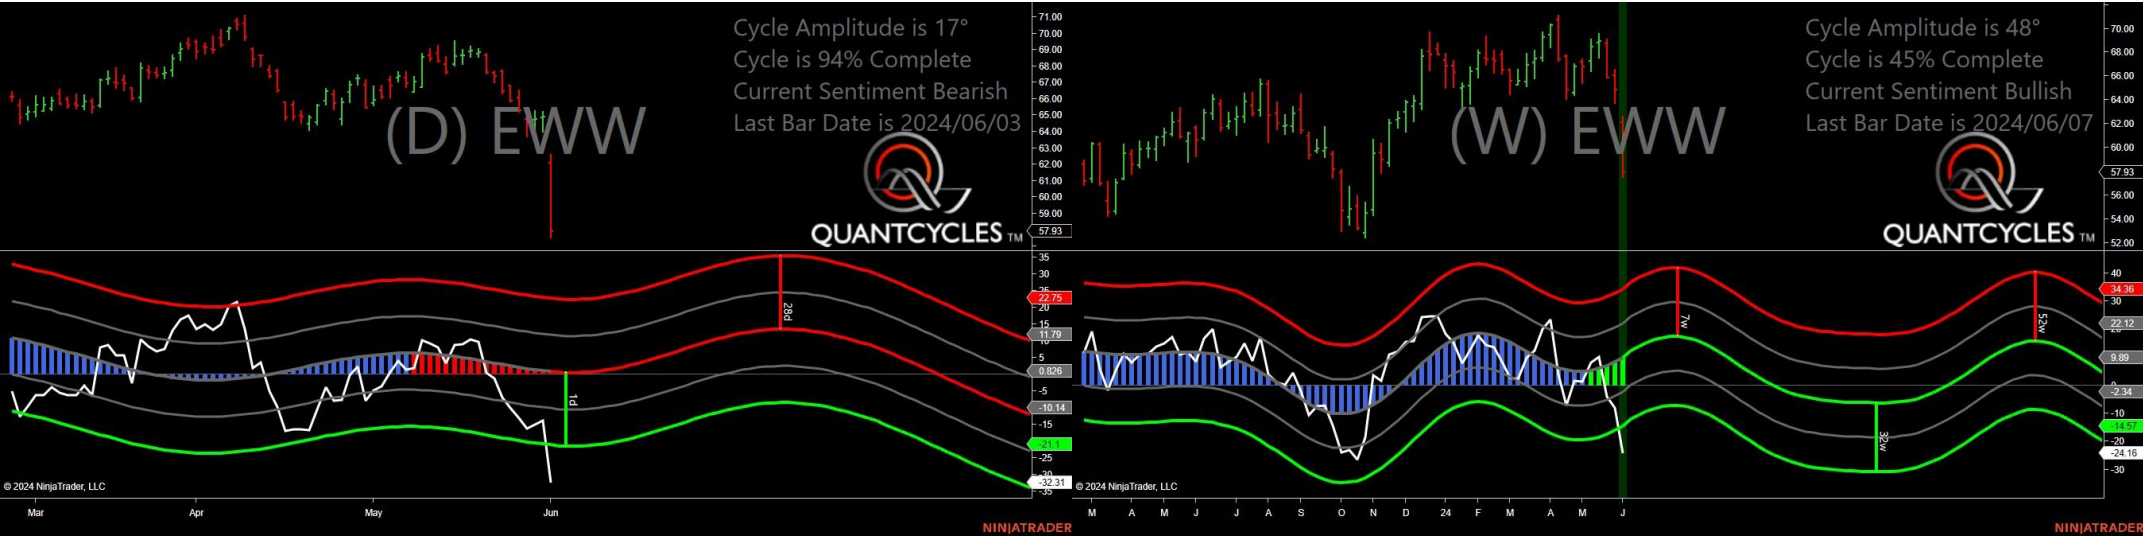 Cycle Amplitude is 17°
Cycle is 94% Complete
Current Sentiment Bearish
Last Bar Date is 2024/06/03
(D) EWW
QUANTCYCLES TM
71.00
70.00
69.00
68.00
67.00
66.00
65.00
64.00
63.00
62.00
61.00
60.00
59.00
57.93
35
30
25
22.75
20
15
11.79
10
5
0.826
-5
-10.14
-15
-21.1
-25
-30
-32.31
-35
28d
1d
© 2024 NinjaTrader, LLC
Mar Apr May Jun
NINJATRADER
Cycle Amplitude is 48°
Cycle is 45% Complete
Current Sentiment Bullish
Last Bar Date is 2024/06/07
(W) EWW
QUANTCYCLES TM
70.00
68.00
66.00
64.00
62.00
60.00
57.93
56.00
54.00
52.00
40
34.36
30
22.12
20
9.89
0
-2.34
-10
-14.57
-20
-24.16
-30
7w
52w
32w
© 2024 NinjaTrader, LLC
M A M J J A S O N D 24 F M A M J
NINJATRADER